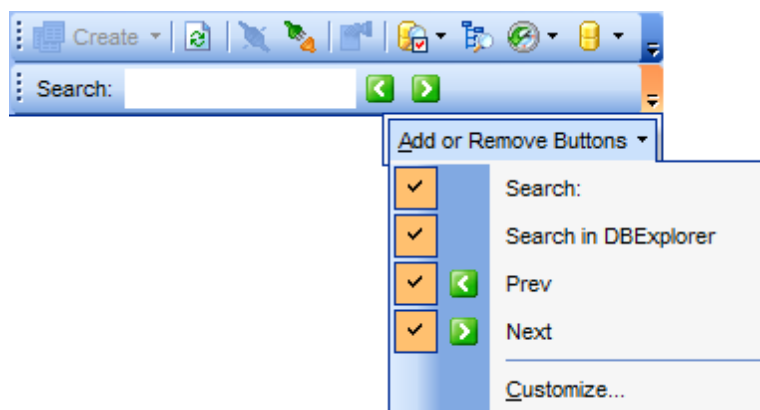 Create
Search:
Add or Remove Buttons
Search:
Search in DBExplorer
Prev
Next
Customize...